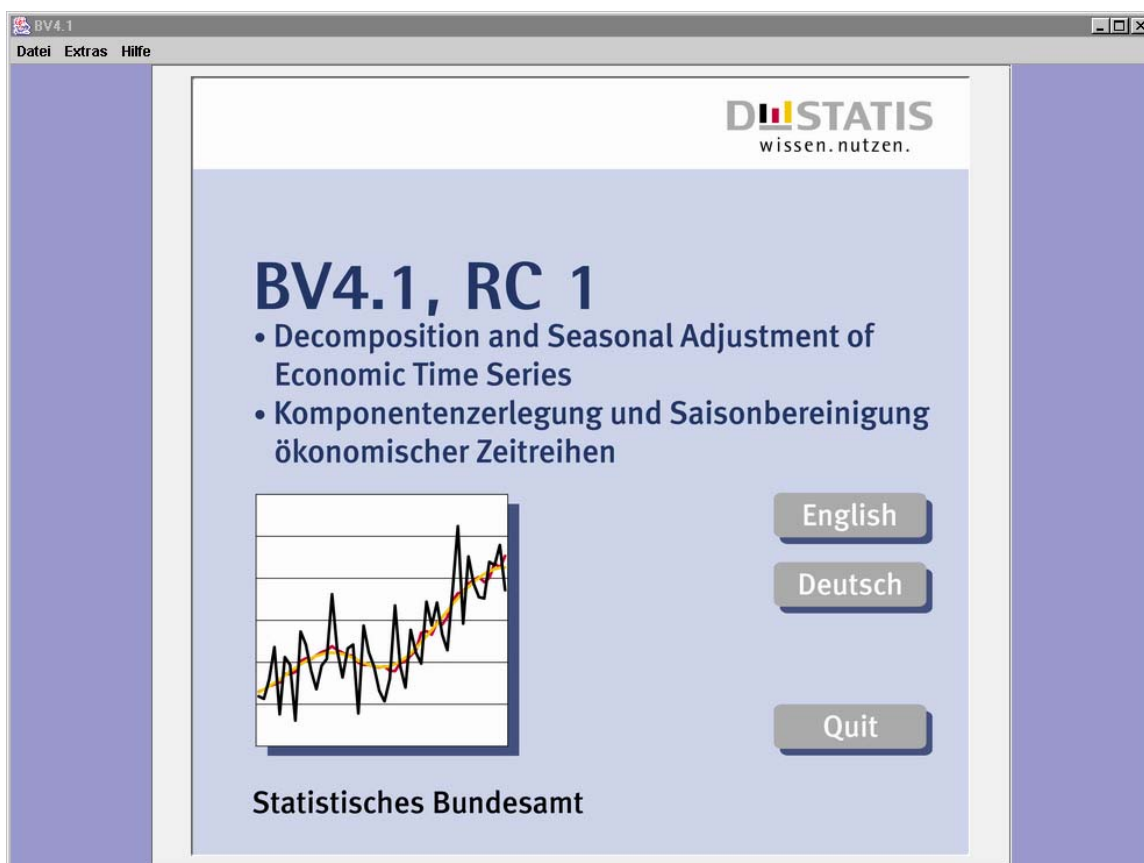 BV4.1
Datei Extras Hilfe
DESTATIS
wissen.nutzen.
BV4.1, RC 1
• Decomposition and Seasonal Adjustment of
Economic Time Series
• Komponentenzerlegung und Saisonbereinigung
ökonomischer Zeitreihen
English
Deutsch
Quit
Statistisches Bundesamt